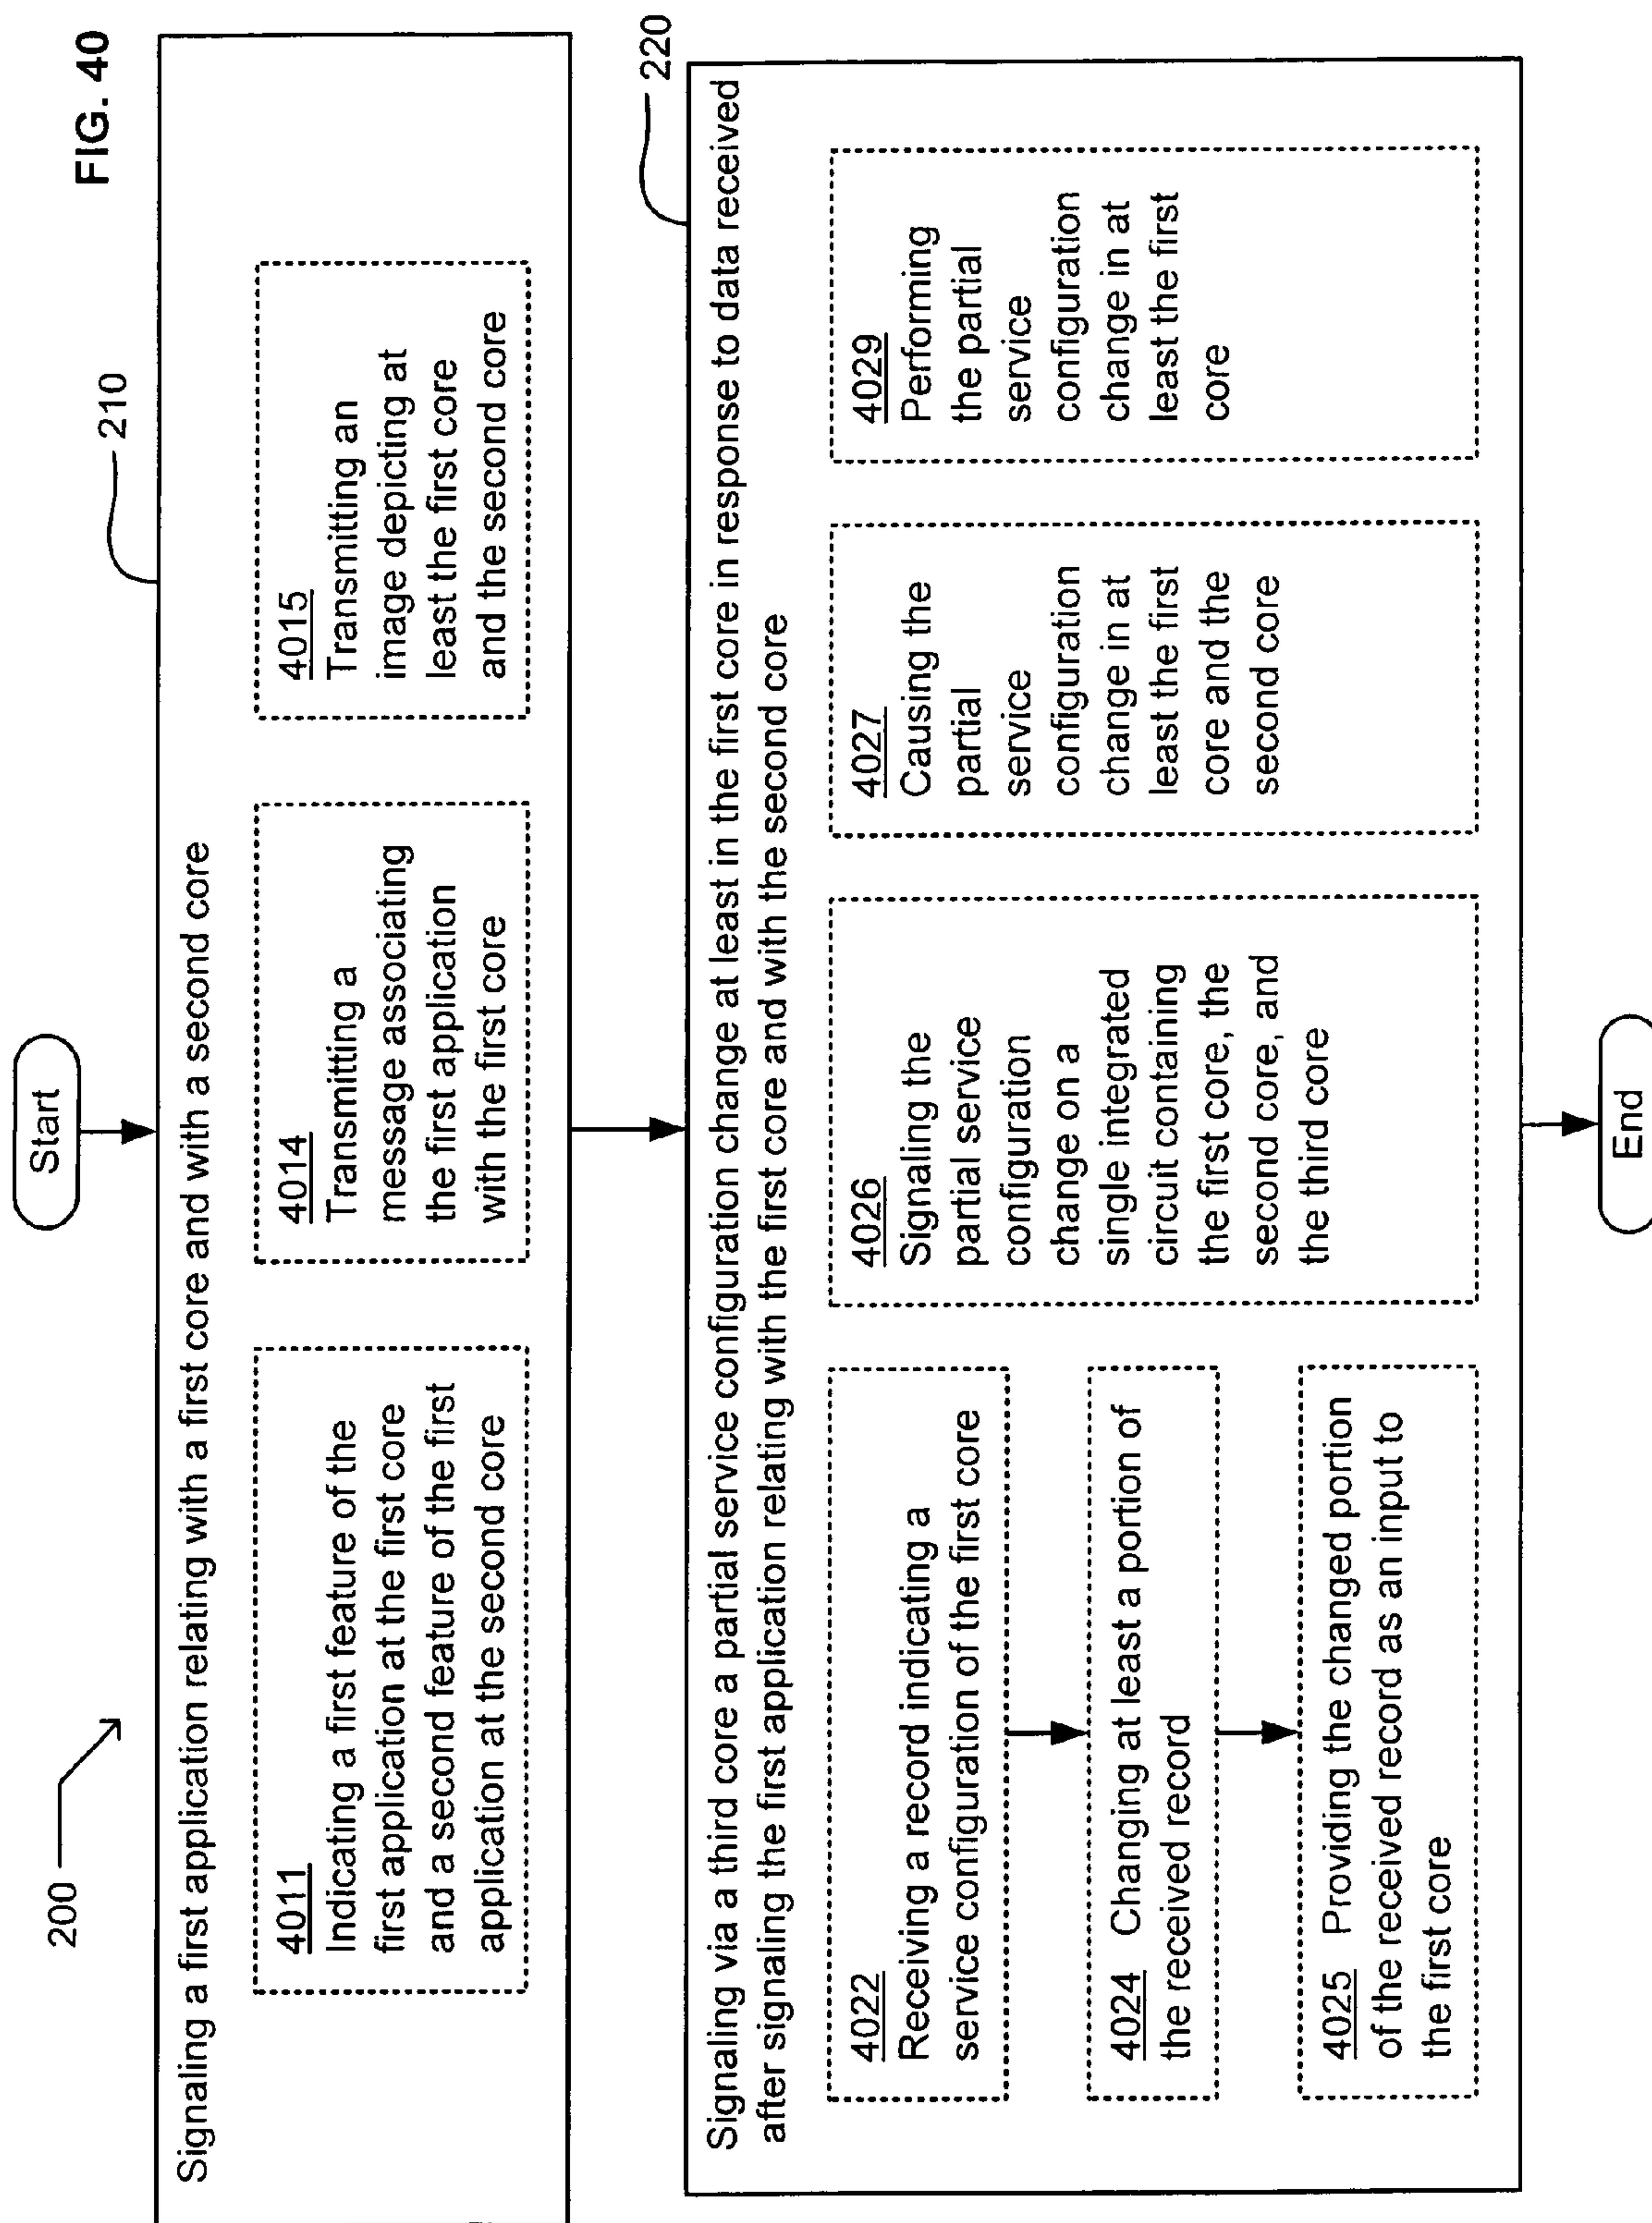 FIG. 40
200
Start
210
Signaling a first application relating with a first core and with a second core
4011
Indicating a first feature of the
first application at the first core
and a second feature of the first
application at the second core
4014
Transmitting a
message associating
the first application
with the first core
4015
Transmitting an
image depicting at
least the first core
and the second core
220
Signaling via a third core a partial service configuration change at least in the first core in response to data received
after signaling the first application relating with the first core and with the second core
4022
Receiving a record indicating a
service configuration of the first core
4024 Changing at least a portion of
the received record
4025 Providing the changed portion
of the received record as an input to
the first core
4026
Signaling the
partial service
configuration
change on a
single integrated
circuit containing
the first core, the
second core, and
the third core
4027
Causing the
partial
service
configuration
change in at
least the first
core and the
second core
4029
Performing
the partial
service
configuration
change in at
least the first
core
End